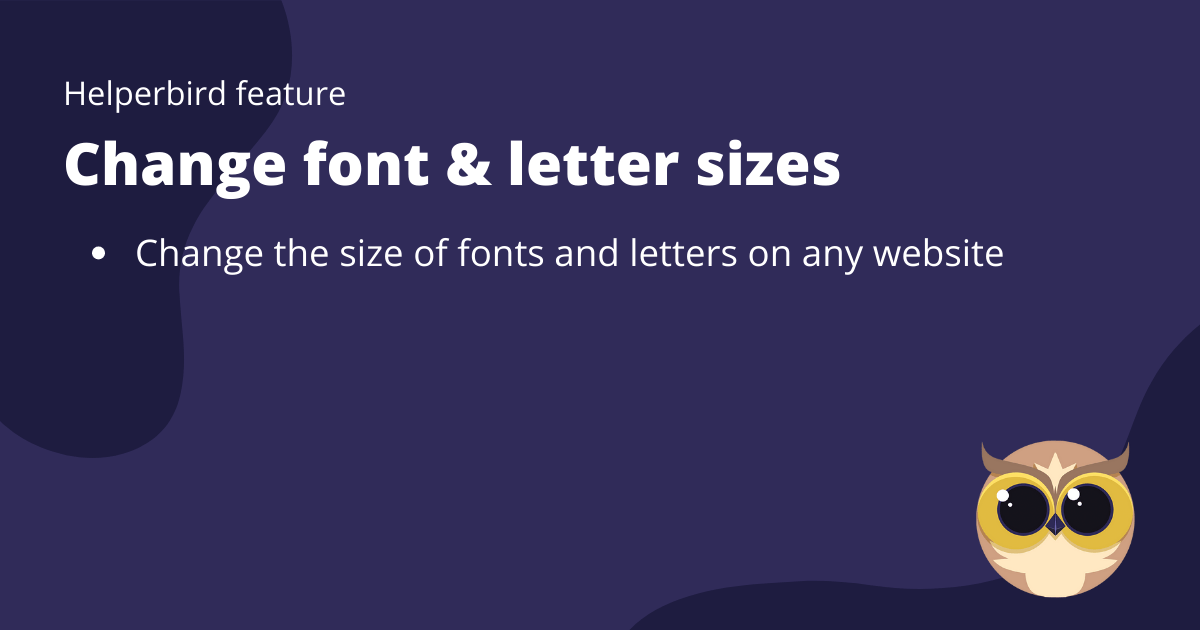 Helperbird feature
Change font & letter sizes
• Change the size of fonts and letters on any website